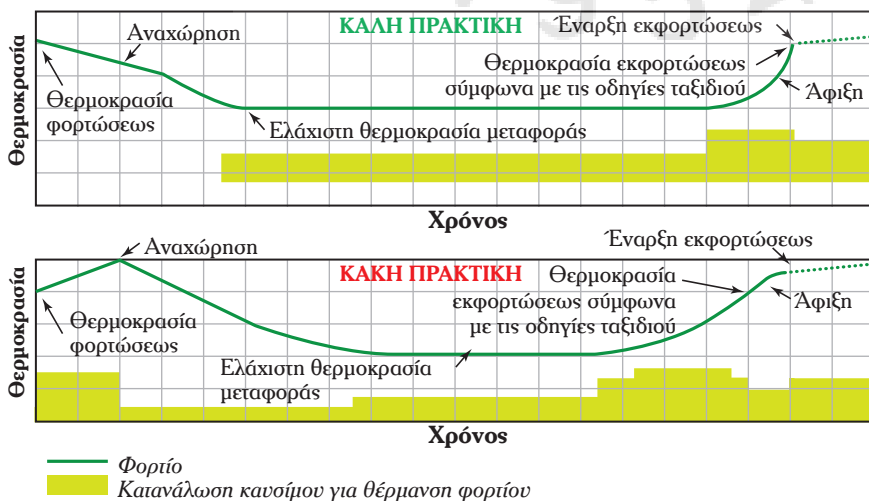 ΚΑΛΗ ΠΡΑΚΤΙΚΗ
Έναρξη εκφορτώσεως
Αναχώρηση
Θερμοκρασία εκφορτώσεως
σύμφωνα με τις οδηγίες ταξιδιού
Άφιξη
Θερμοκρασία
φορτώσεως
Ελάχιστη θερμοκρασία μεταφοράς
Θερμοκρασία
Χρόνος
Αναχώρηση
Έναρξη εκφορτώσεως
ΚΑΚΗ ΠΡΑΚΤΙΚΗ
Θερμοκρασία
εκφορτώσεως σύμφωνα
με τις οδηγίες ταξιδιού
Άφιξη
Θερμοκρασία
φορτώσεως
Ελάχιστη θερμοκρασία
μεταφοράς
Θερμοκρασία
Χρόνος
Φορτίο
Κατανάλωση καυσίμου για θέρμανση φορτίου